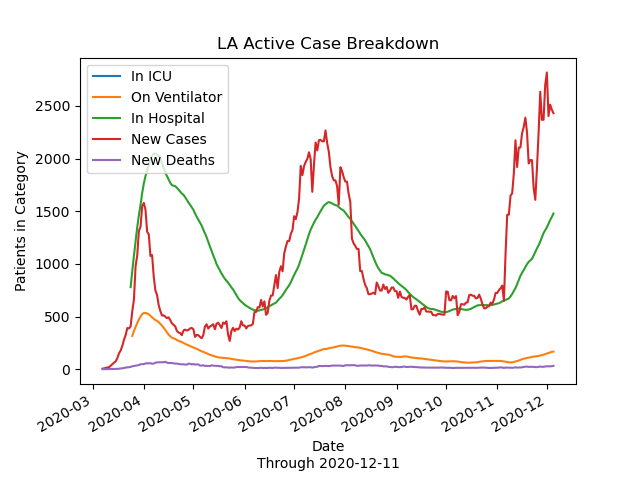 LA Active Case Breakdown
In ICU
On Ventilator
In Hospital
New Cases
New Deaths
Patients in Category
2500
2000
1500
1000
500
0
2020-03
2020-04
2020-05
2020-06
2020-07
2020-08
2020-09
2020-10
2020-11
2020-12
Date
Through 2020-12-11